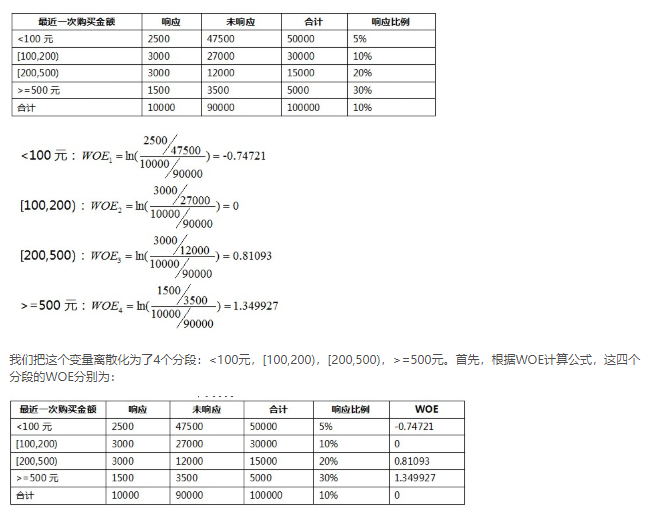 最近一次购买金额 响应 未响应 合计 响应比例
<100 元 2500 47500 50000 5%
[100,200) 3000 27000 30000 10%
[200,500) 3000 12000 15000 20%
>=500 元 1500 3500 5000 30%
合计 10000 90000 100000 10%
<100 元：WOE₁ = ln((2500/47500)/(10000/90000)) = -0.74721
[100,200)：WOE₂ = ln((3000/27000)/(10000/90000)) = 0
[200,500)：WOE₃ = ln((3000/12000)/(10000/90000)) = 0.81093
>=500 元：WOE₄ = ln((1500/3500)/(10000/90000)) = 1.349927
我们把这个变量离散化为了4个分段：<100元，[100,200)，[200,500)，>=500元。首先，根据WOE计算公式，这四个
分段的WOE分别为：
最近一次购买金额 响应 未响应 合计 响应比例 WOE
<100 元 2500 47500 50000 5% -0.74721
[100,200) 3000 27000 30000 10% 0
[200,500) 3000 12000 15000 20% 0.81093
>=500 元 1500 3500 5000 30% 1.349927
合计 10000 90000 100000 10% 0